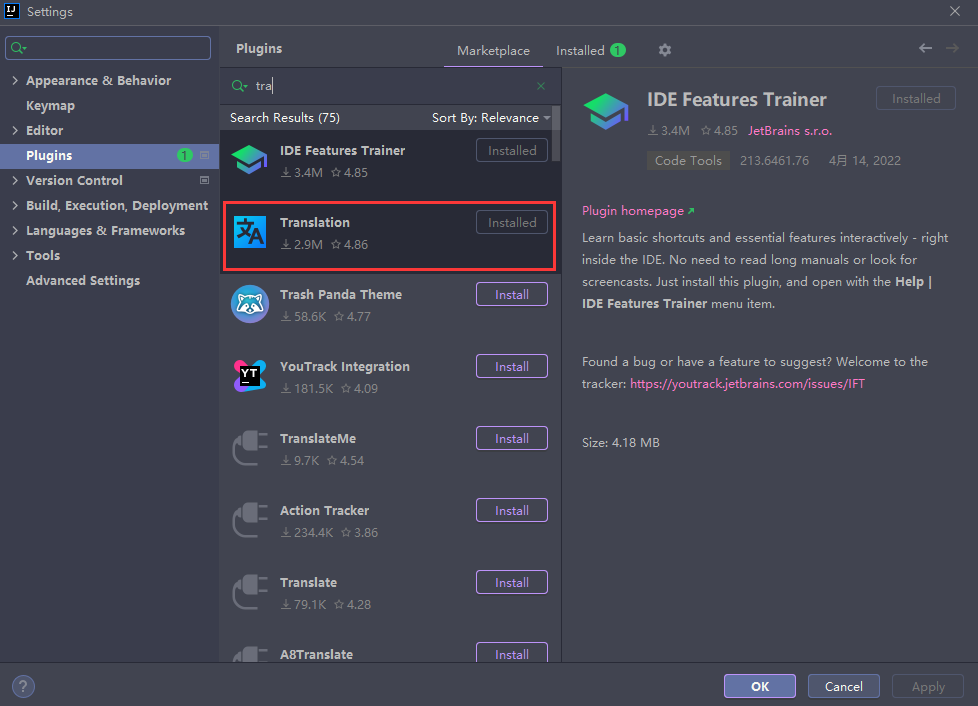 Settings
Plugins
Marketplace
Installed 1
Appearance & Behavior
Keymap
Editor
Plugins 1
Version Control
Build, Execution, Deployment
Languages & Frameworks
Tools
Advanced Settings
tra
Search Results (75)
Sort By: Relevance
IDE Features Trainer
Installed
3.4M 4.85
Translation
Installed
2.9M 4.86
Trash Panda Theme
Install
58.6K 4.77
YouTrack Integration
Install
181.5K 4.09
TranslateMe
Install
9.7K 4.54
Action Tracker
Install
234.4K 3.86
Translate
Install
79.1K 4.28
A8Translate
Install
IDE Features Trainer
Installed
3.4M 4.85 JetBrains s.r.o.
Code Tools 213.6461.76 4月 14, 2022
Plugin homepage
Learn basic shortcuts and essential features interactively - right
inside the IDE. No need to read long manuals or look for
screencasts. Just install this plugin, and open with the Help |
IDE Features Trainer menu item.
Found a bug or have a feature to suggest? Welcome to the
tracker: https://youtrack.jetbrains.com/issues/IFT
Size: 4.18 MB
?
OK
Cancel
Apply
IJ
YT